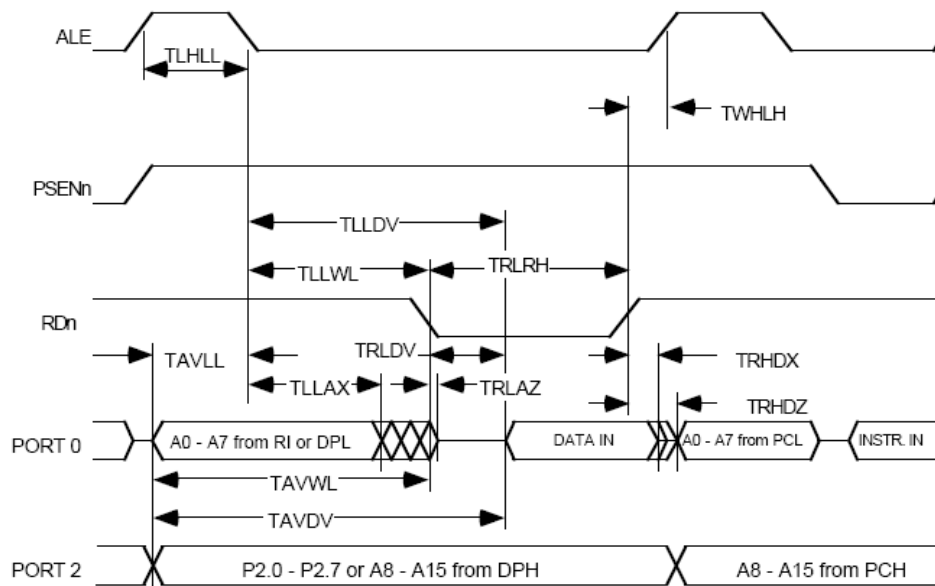 ALE
TLHLL
TWHLH
PSENn
TLLDV
TLLWL
TRLRH
RDn
TAVLL
TRLDV
TRHDX
TLLAX
TRLAZ
TRHDZ
PORT 0
A0 - A7 from RI or DPL
DATA IN
A0 - A7 from PCL
INSTR. IN
TAVWL
TAVDV
PORT 2
P2.0 - P2.7 or A8 - A15 from DPH
A8 - A15 from PCH